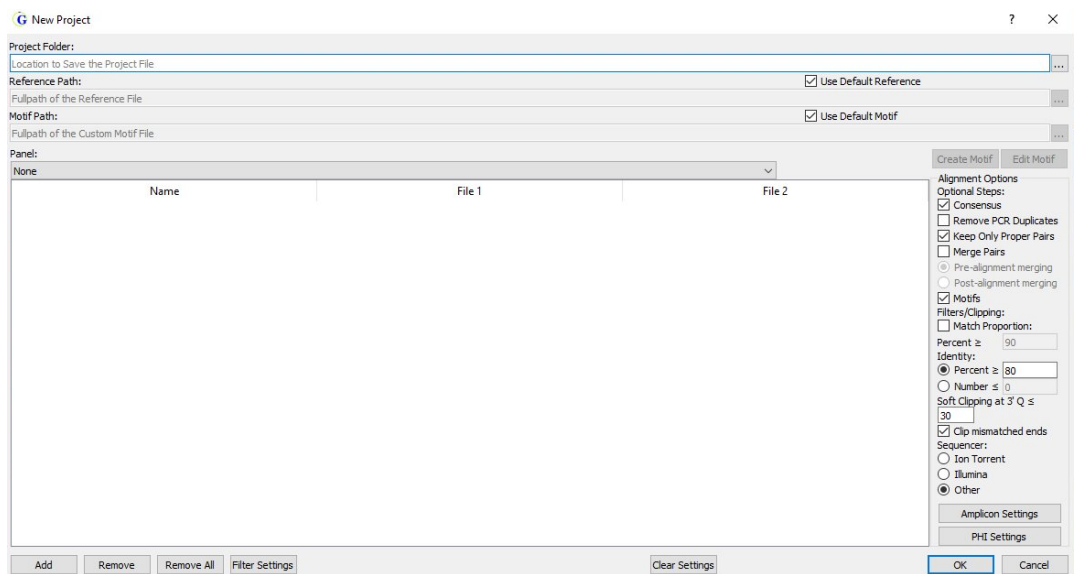 G New Project ? ×
Project Folder:
Location to Save the Project File ...
Reference Path: Use Default Reference
Fullpath of the Reference File ...
Motif Path: Use Default Motif
Fullpath of the Custom Motif File ...
Panel: Create Motif Edit Motif
None
Name File 1 File 2
Alignment Options
Optional Steps:
Consensus
Remove PCR Duplicates
Keep Only Proper Pairs
Merge Pairs
Pre-alignment merging
Post-alignment merging
Motifs
Filters/Clipping:
Match Proportion:
Percent ≥ 90
Identity:
Percent ≥ 80
Number ≤ 0
Soft Clipping at 3' Q ≤
30
Clip mismatched ends
Sequencer:
Ion Torrent
Illumina
Other
Amplicon Settings
PHI Settings
Add Remove Remove All Filter Settings Clear Settings OK Cancel